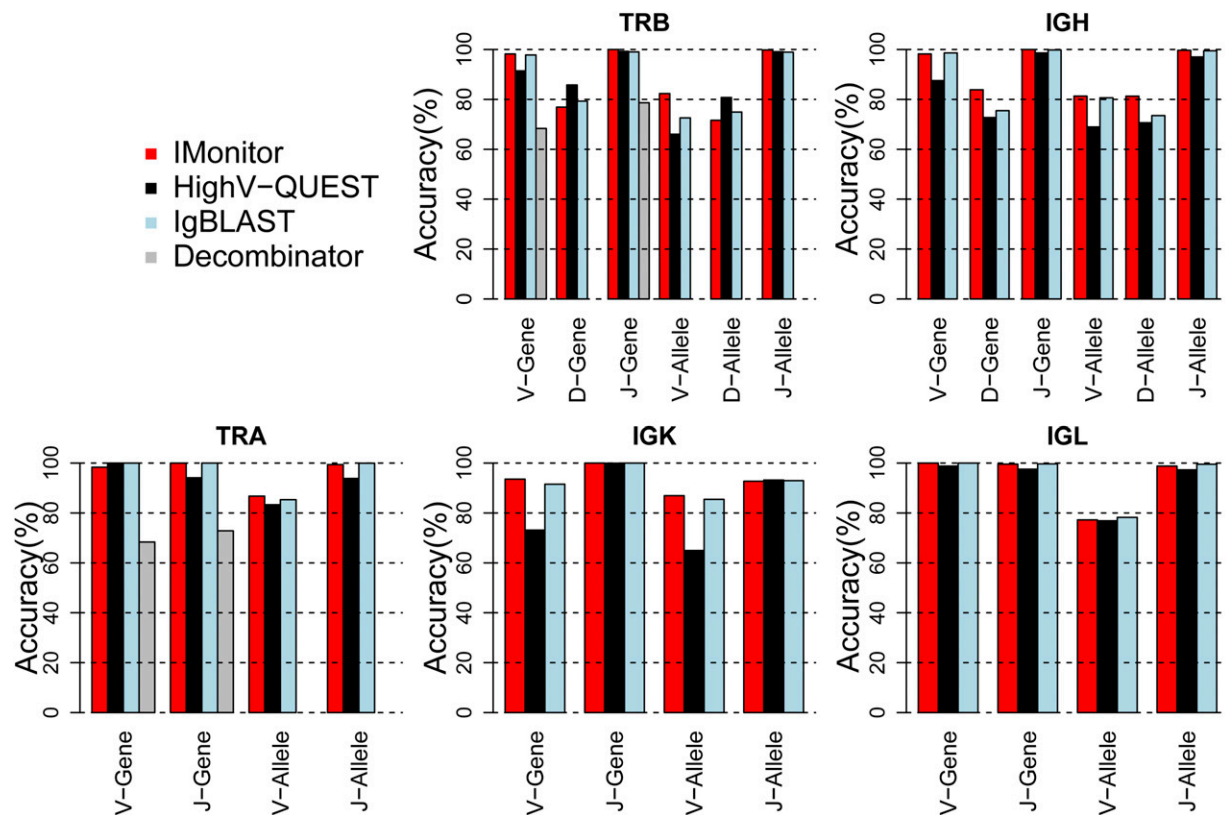 IMonitor
HighV−QUEST
IgBLAST
Decombinator
TRB
Accuracy(%)
0
20
40
60
80
100
V−Gene
D−Gene
J−Gene
V−Allele
D−Allele
J−Allele
IGH
Accuracy(%)
0
20
40
60
80
100
V−Gene
D−Gene
J−Gene
V−Allele
D−Allele
J−Allele
TRA
Accuracy(%)
0
20
40
60
80
100
V−Gene
J−Gene
V−Allele
J−Allele
IGK
Accuracy(%)
0
20
40
60
80
100
V−Gene
J−Gene
V−Allele
J−Allele
IGL
Accuracy(%)
0
20
40
60
80
100
V−Gene
J−Gene
V−Allele
J−Allele